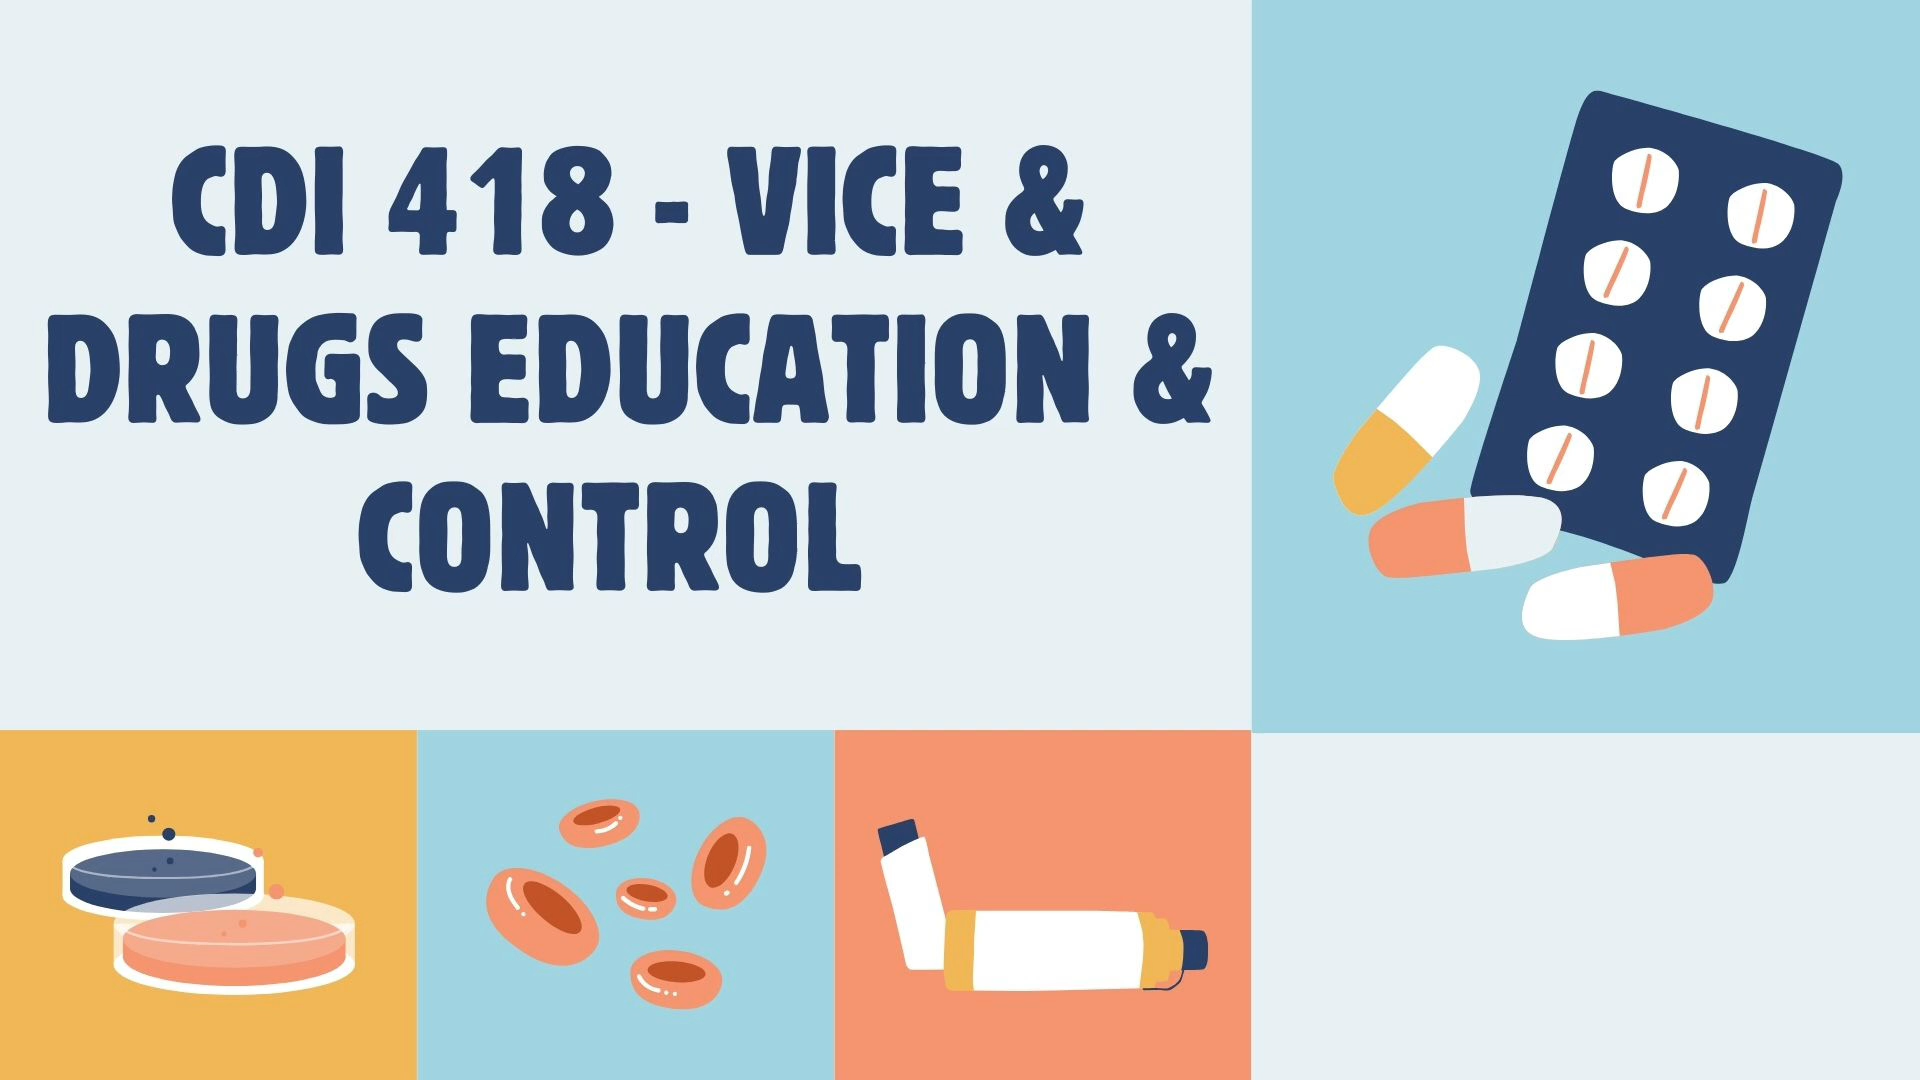 CDI 418 - VICE &
DRUGS EDUCATION &
CONTROL